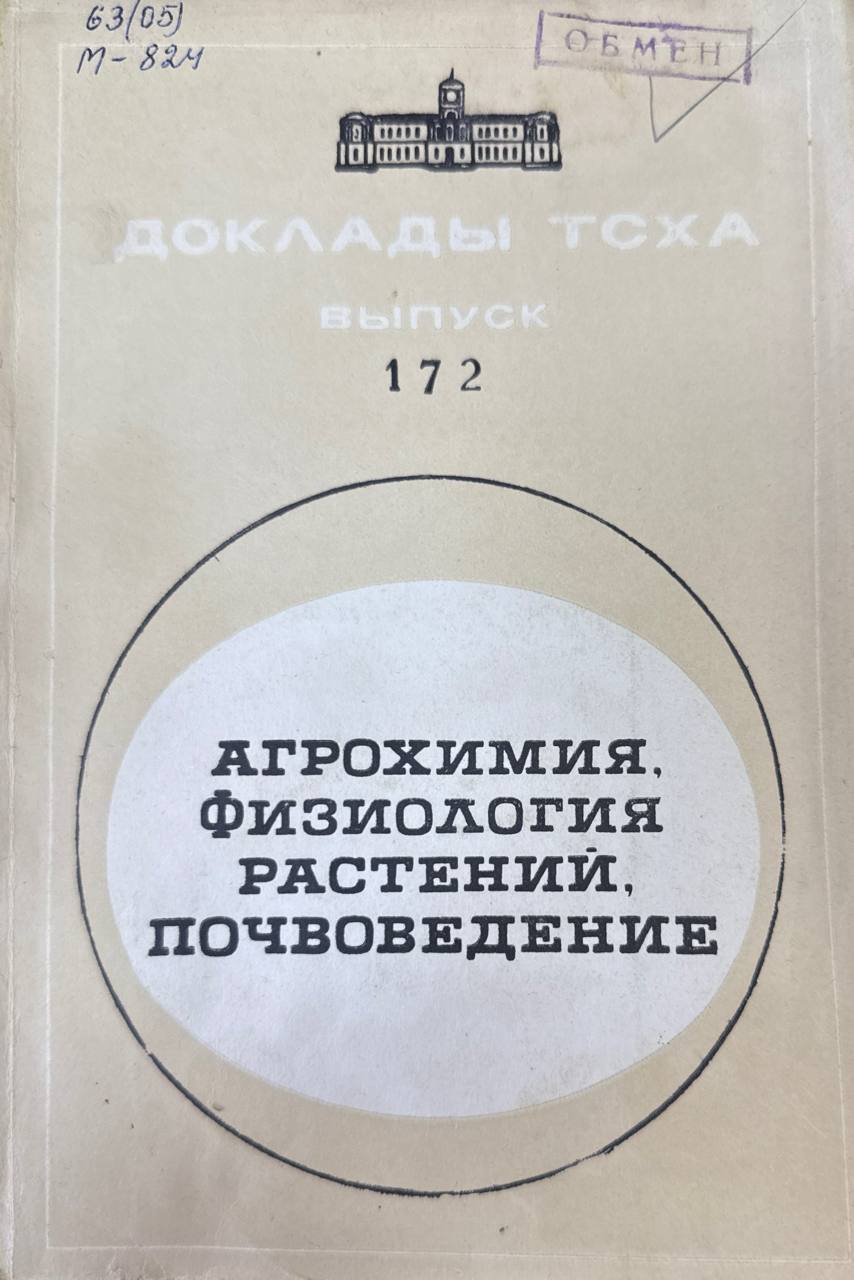 63(05)
М-824
ОБМЕН
ДОКЛАДЫ ТСХА
ВЫПУСК
172
АГРОХИМИЯ,
ФИЗИОЛОГИЯ
РАСТЕНИЙ,
ПОЧВОВЕДЕНИЕ